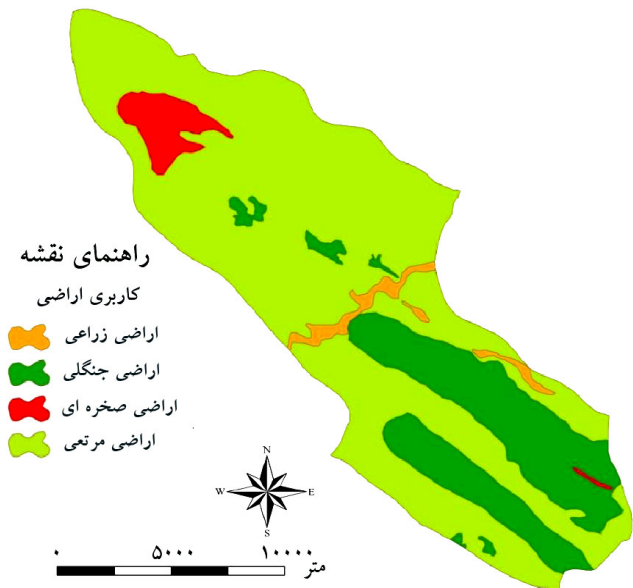 راهنمای نقشه
کاربری اراضی
اراضی زراعی
اراضی جنگلی
اراضی صخره ای
اراضی مرتعی
N
W E
S
۰ ۵۰۰۰ ۱۰۰۰۰
متر